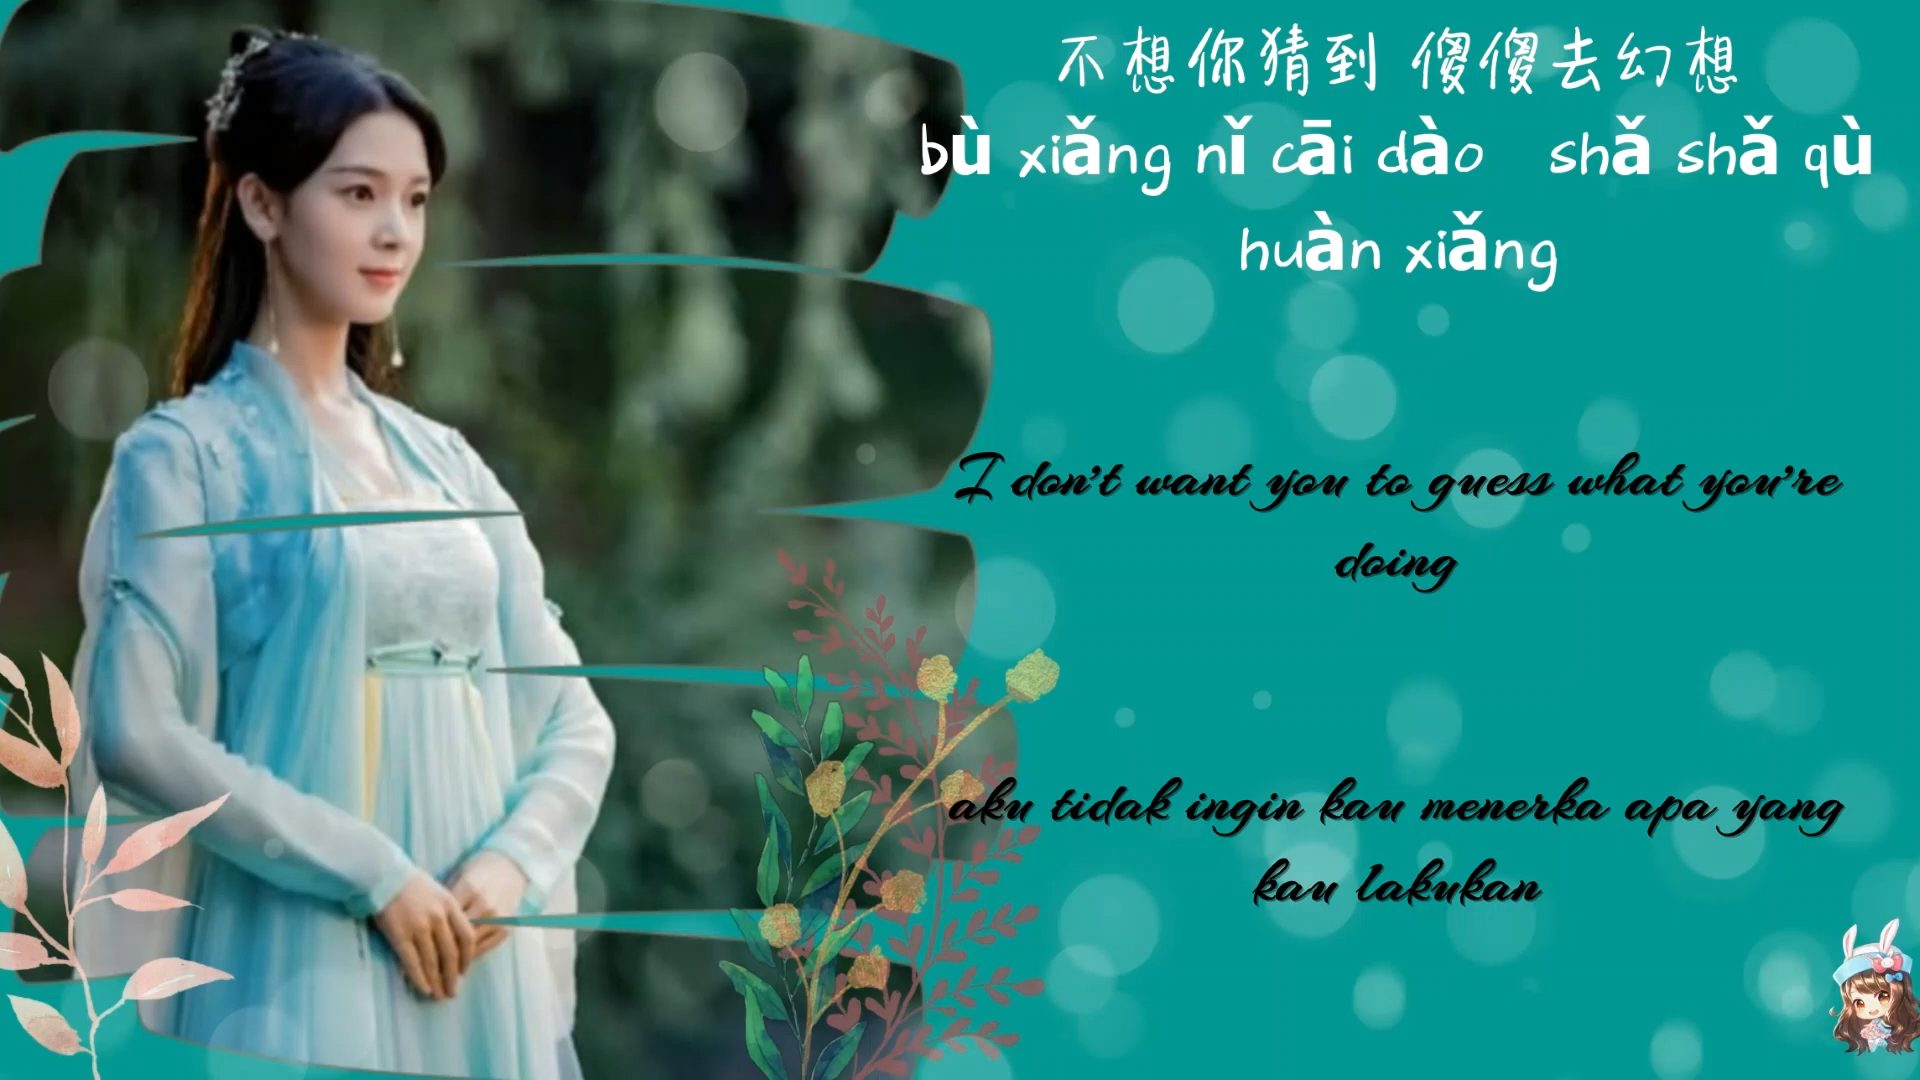 不想你猜到 傻傻去幻想
bù xiǎng nǐ cāi dào shǎ shǎ qù
huàn xiǎng
I don't want you to guess what you're
doing
aku tidak ingin kau menerka apa yang
kau lakukan